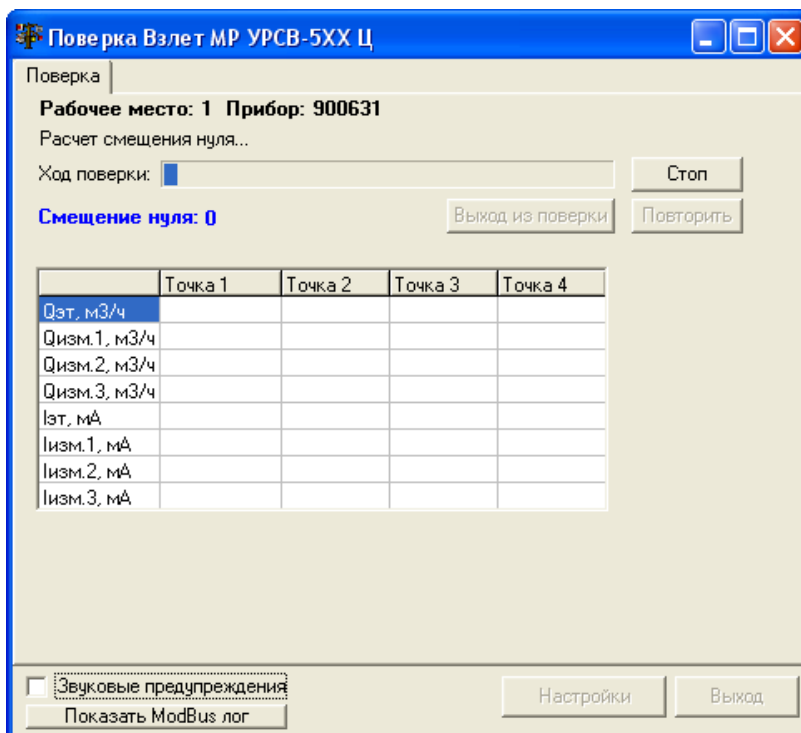 Поверка Взлет МР УРСВ-5ХХ Ц
Поверка
Рабочее место: 1 Прибор: 900631
Расчет смещения нуля...
Ход поверки:
Стоп
Смещение нуля: 0
Выход из поверки
Повторить
Точка 1 Точка 2 Точка 3 Точка 4
Qэт, м3/ч
Qизм.1, м3/ч
Qизм.2, м3/ч
Qизм.3, м3/ч
Iэт, мА
Iизм.1, мА
Iизм.2, мА
Iизм.3, мА
Звуковые предупреждения
Показать ModBus лог
Настройки
Выход